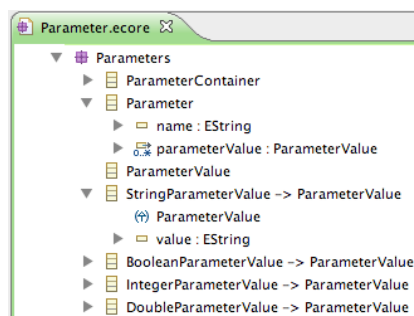 Parameter.ecore
Parameters
ParameterContainer
Parameter
name : EString
0..* parameterValue : ParameterValue
ParameterValue
StringParameterValue -> ParameterValue
ParameterValue
value : EString
BooleanParameterValue -> ParameterValue
IntegerParameterValue -> ParameterValue
DoubleParameterValue -> ParameterValue